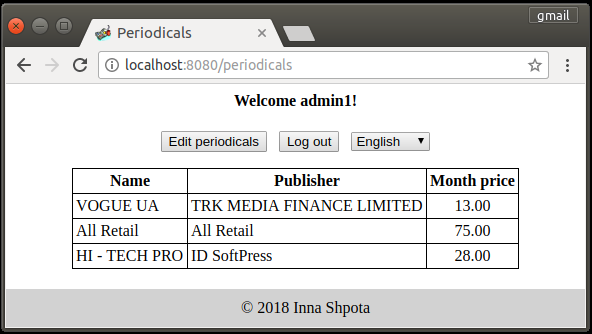 gmail
Periodicals
localhost:8080/periodicals
Welcome admin1!
Edit periodicals Log out English
Name Publisher Month price
VOGUE UA TRK MEDIA FINANCE LIMITED 13.00
All Retail All Retail 75.00
HI - TECH PRO ID SoftPress 28.00
© 2018 Inna Shpota